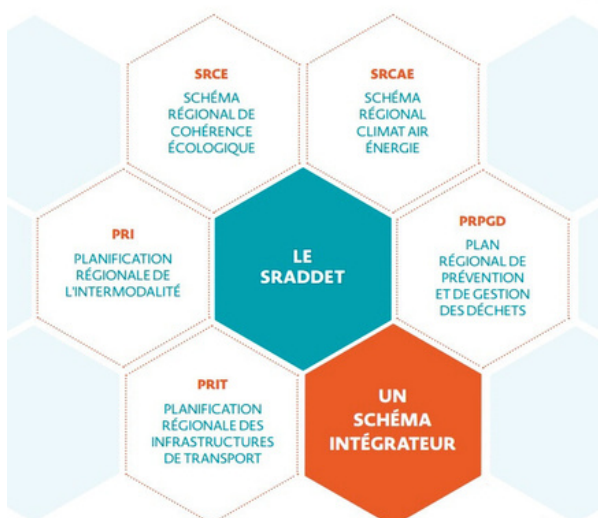 SRCE
SCHÉMA
RÉGIONAL DE
COHÉRENCE
ÉCOLOGIQUE
SRCAE
SCHÉMA
RÉGIONAL
CLIMAT AIR
ÉNERGIE
PRI
PLANIFICATION
RÉGIONALE DE
L'INTERMODALITÉ
LE
SRADDET
PRPGD
PLAN
RÉGIONAL DE
PRÉVENTION
ET DE GESTION
DES DÉCHETS
PRIT
PLANIFICATION
RÉGIONALE DES
INFRASTRUCTURES
DE TRANSPORT
UN
SCHÉMA
INTÉGRATEUR